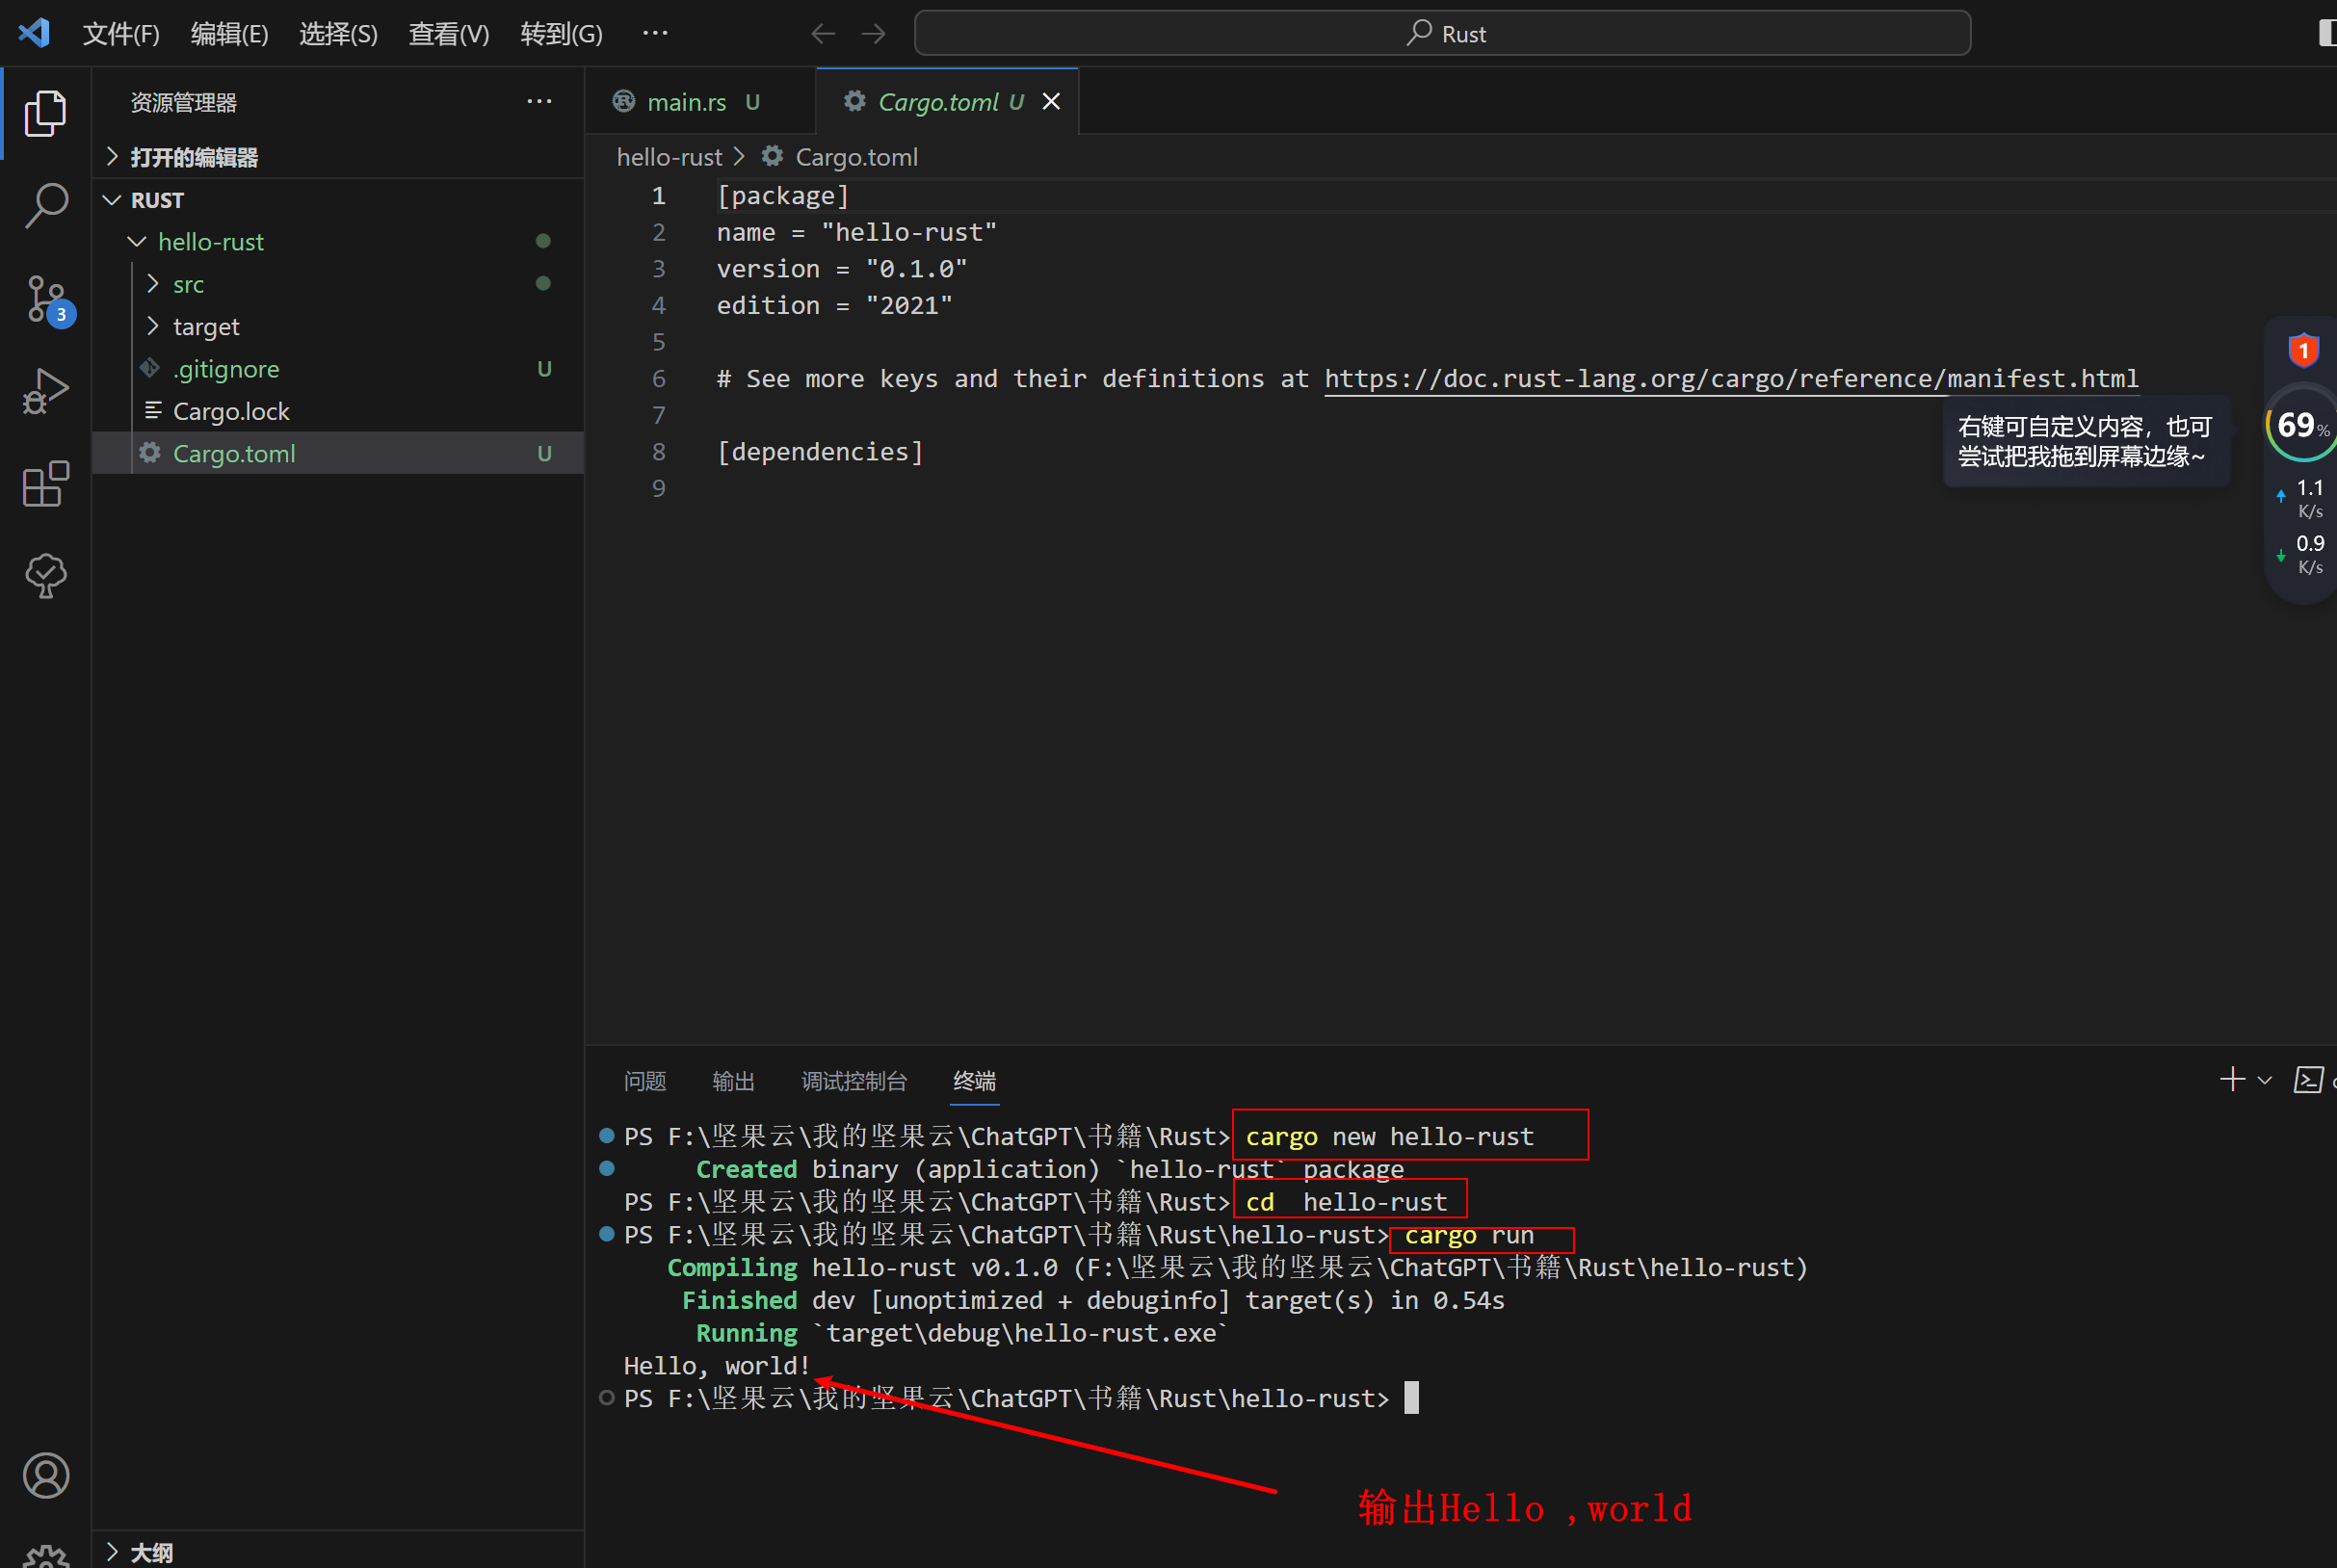 文件(F) 编辑(E) 选择(S) 查看(V) 转到(G) ··· Rust
资源管理器 ···
打开的编辑器
RUST
hello-rust
src
target
.gitignore U
Cargo.lock
Cargo.toml U
3
大纲
main.rs U Cargo.toml U
hello-rust > Cargo.toml
1 [package]
2 name = "hello-rust"
3 version = "0.1.0"
4 edition = "2021"
5
6 # See more keys and their definitions at https://doc.rust-lang.org/cargo/reference/manifest.html
7
8 [dependencies]
9
右键可自定义内容，也可
尝试把我拖到屏幕边缘~
1
69%
1.1
K/s
0.9
K/s
问题 输出 调试控制台 终端
PS F:\坚果云\我的坚果云\ChatGPT\书籍\Rust> cargo new hello-rust
Created binary (application) `hello-rust` package
PS F:\坚果云\我的坚果云\ChatGPT\书籍\Rust> cd  hello-rust
PS F:\坚果云\我的坚果云\ChatGPT\书籍\Rust\hello-rust> cargo run
Compiling hello-rust v0.1.0 (F:\坚果云\我的坚果云\ChatGPT\书籍\Rust\hello-rust)
Finished dev [unoptimized + debuginfo] target(s) in 0.54s
Running `target\debug\hello-rust.exe`
Hello, world!
PS F:\坚果云\我的坚果云\ChatGPT\书籍\Rust\hello-rust>
输出Hello ,world